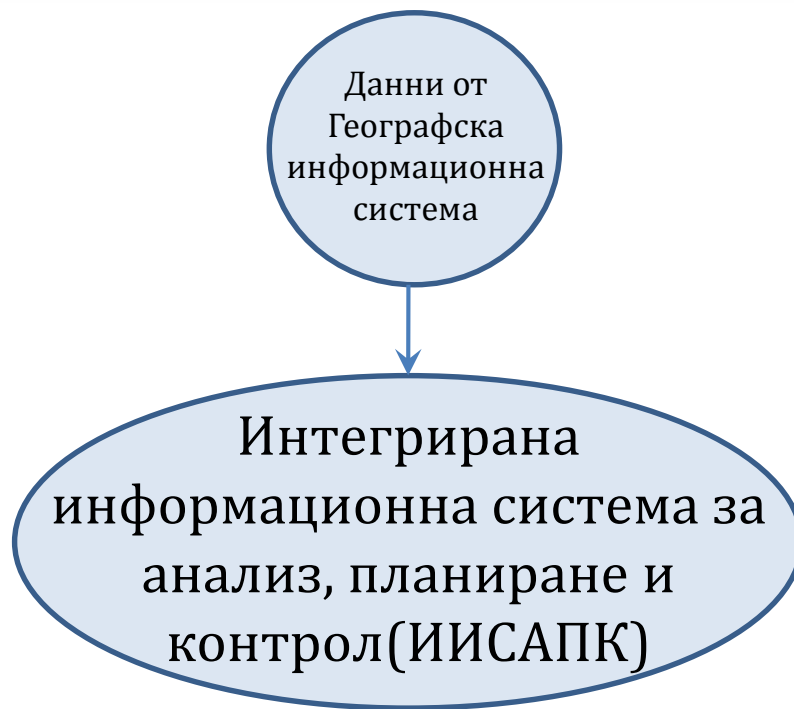 Данни от
Географска
информационна
система
Интегрирана
информационна система за
анализ, планиране и
контрол(ИИСАПК)